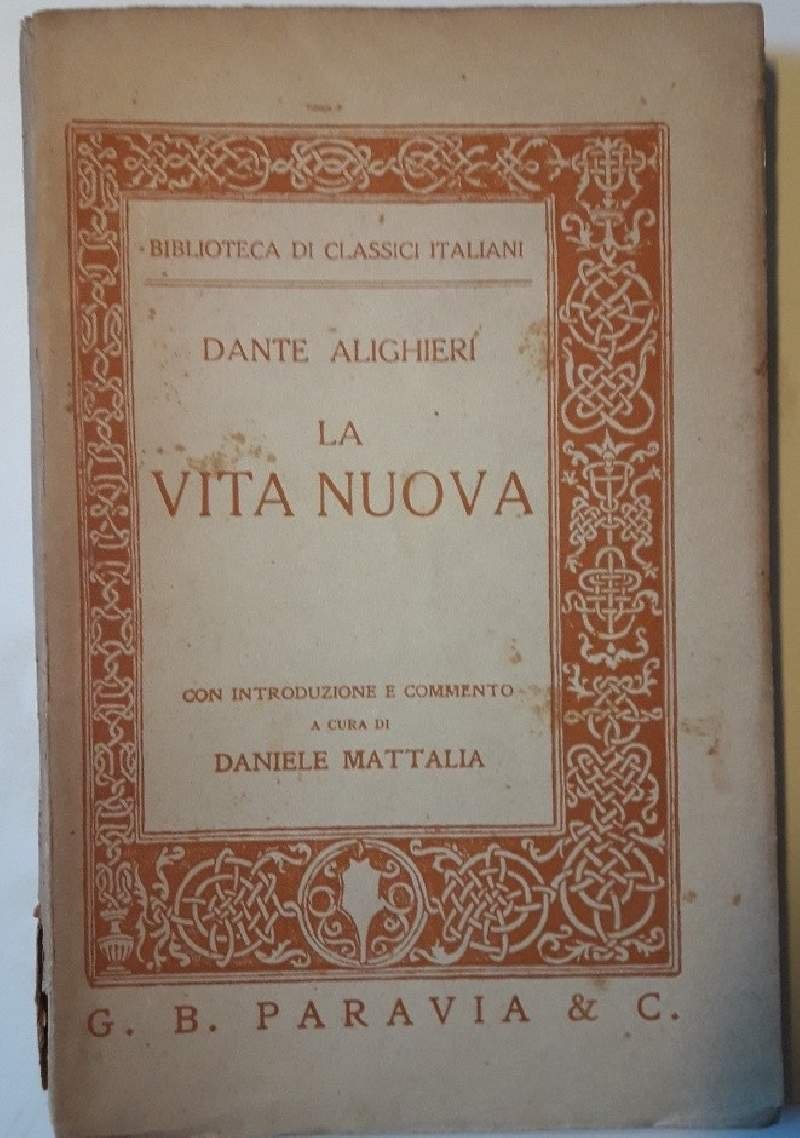 BIBLIOTECA DI CLASSICI ITALIANI
DANTE ALIGHIERI
LA
VITA NUOVA
CON INTRODUZIONE E COMMENTO
A CURA DI
DANIELE MATTALIA
G. B. PARAVIA & C.